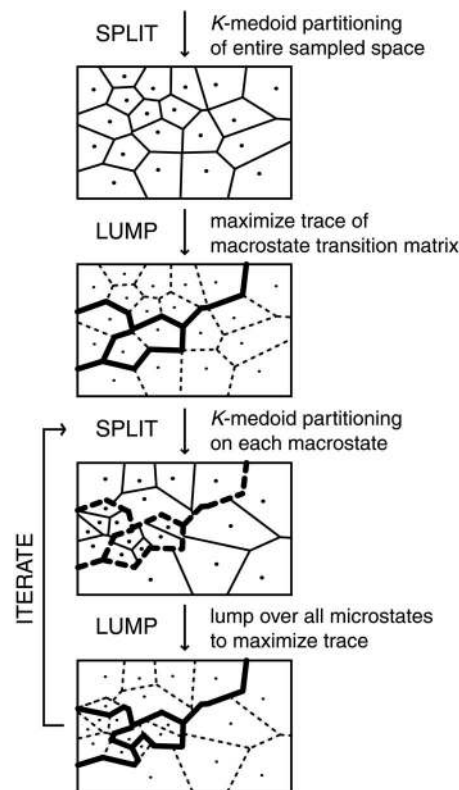 SPLIT
K-medoid partitioning
of entire sampled space
LUMP
maximize trace of
macrostate transition matrix
SPLIT
K-medoid partitioning
on each macrostate
ITERATE
LUMP
lump over all microstates
to maximize trace